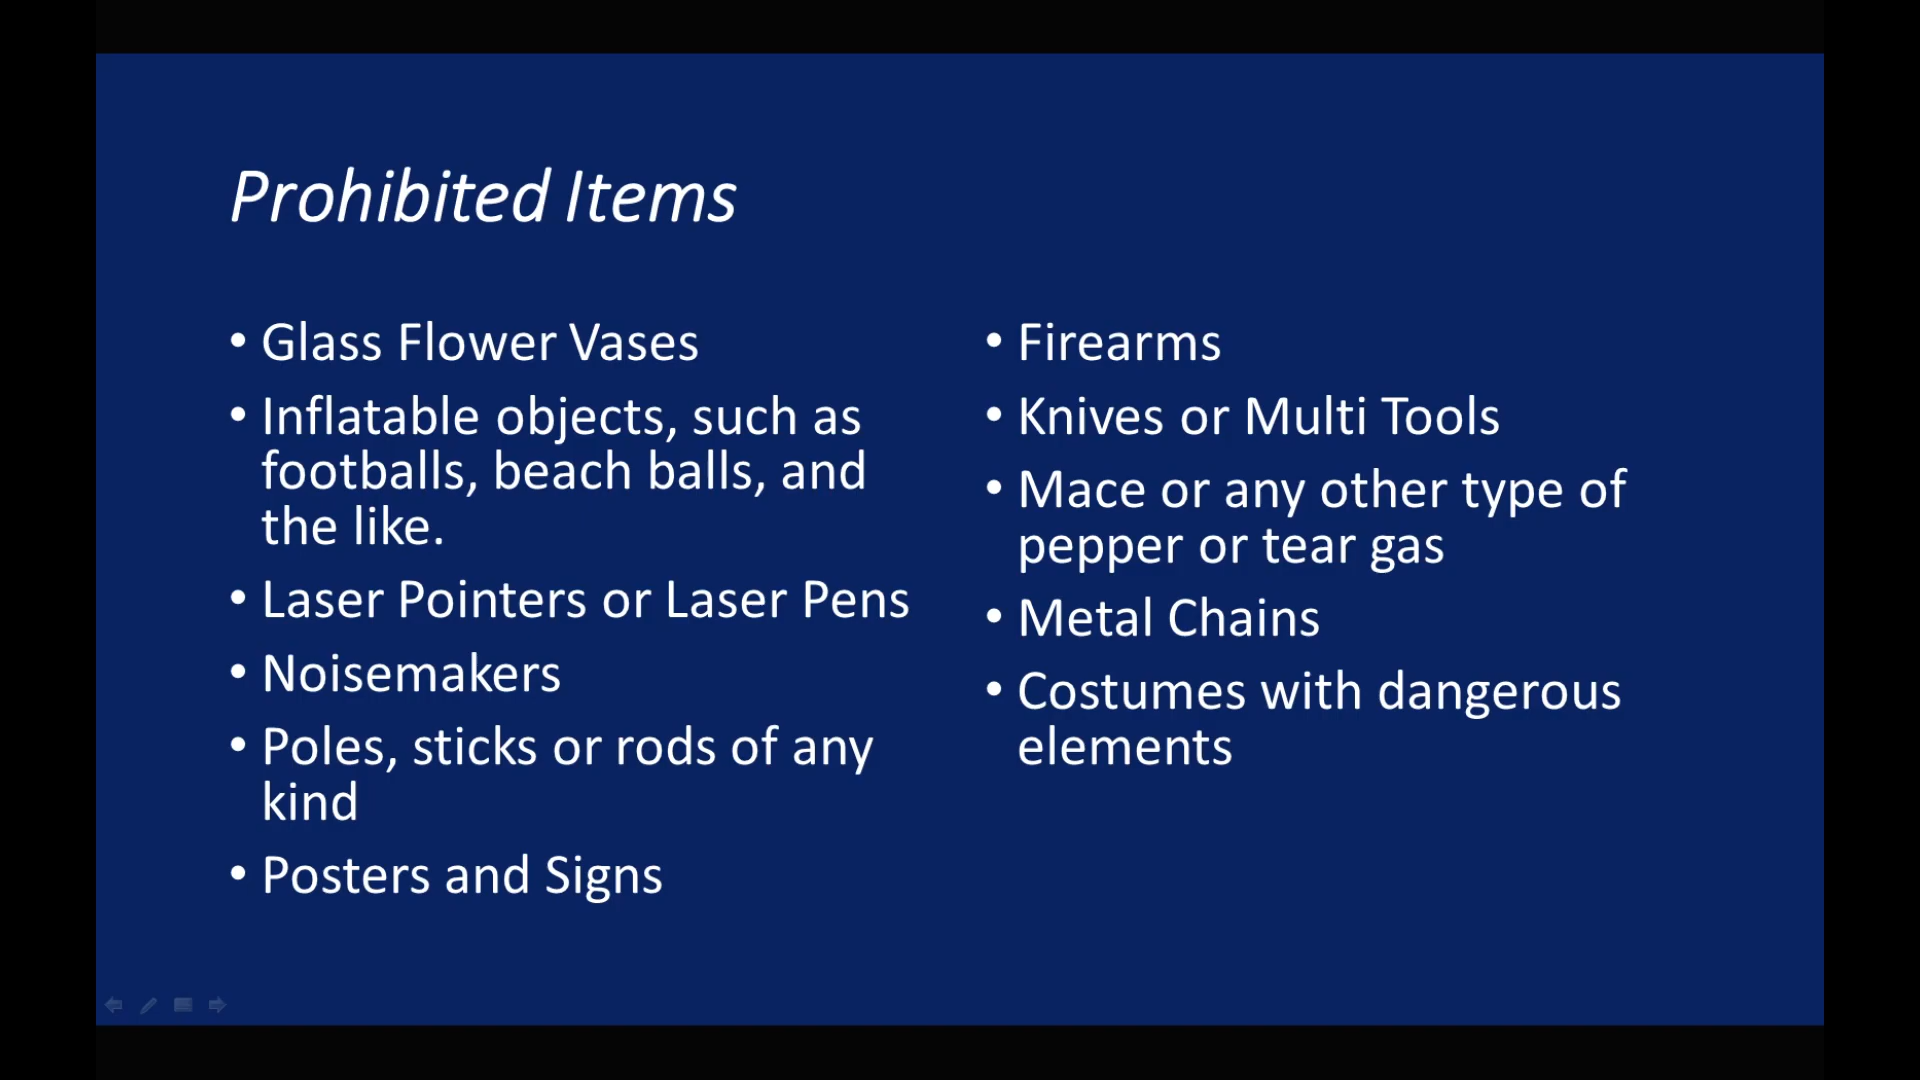 Prohibited Items
• Glass Flower Vases
• Inflatable objects, such as
footballs, beach balls, and
the like.
• Laser Pointers or Laser Pens
• Noisemakers
• Poles, sticks or rods of any
kind
• Posters and Signs
• Firearms
• Knives or Multi Tools
• Mace or any other type of
pepper or tear gas
• Metal Chains
• Costumes with dangerous
elements